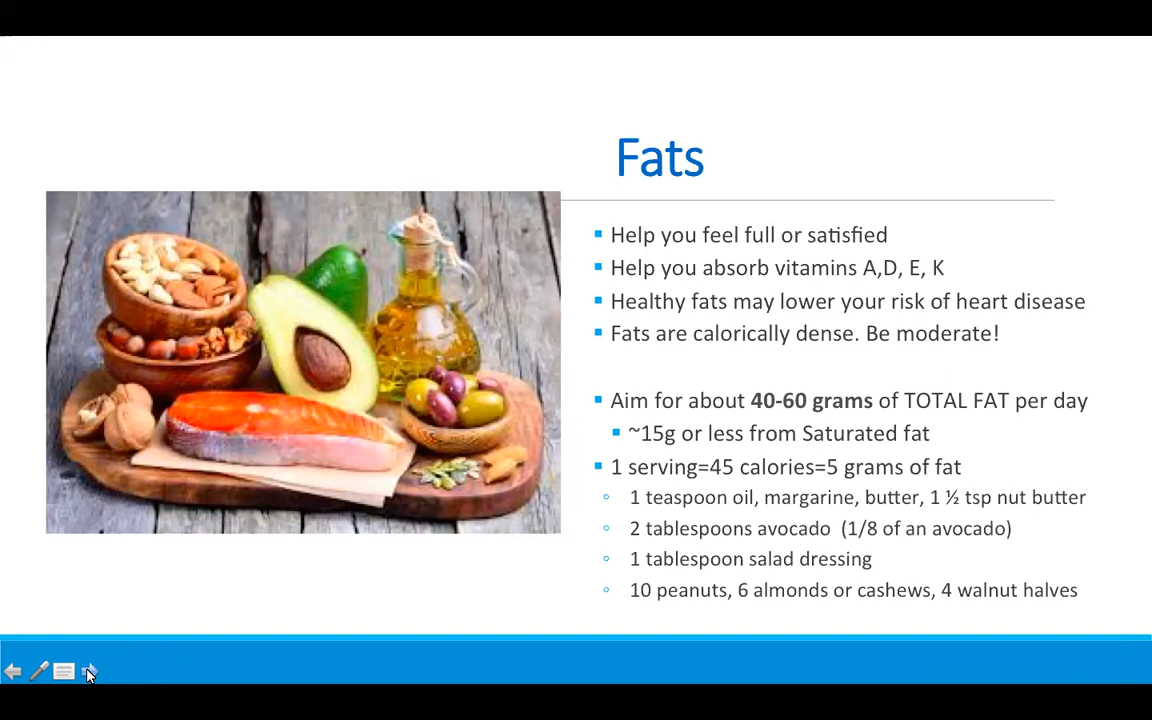 Fats
Help you feel full or satisfied
Help you absorb vitamins A,D, E, K
Healthy fats may lower your risk of heart disease
Fats are calorically dense. Be moderate!
Aim for about 40-60 grams of TOTAL FAT per day
~15g or less from Saturated fat
1 serving=45 calories=5 grams of fat
1 teaspoon oil, margarine, butter, 1 ½ tsp nut butter
2 tablespoons avocado (1/8 of an avocado)
1 tablespoon salad dressing
10 peanuts, 6 almonds or cashews, 4 walnut halves